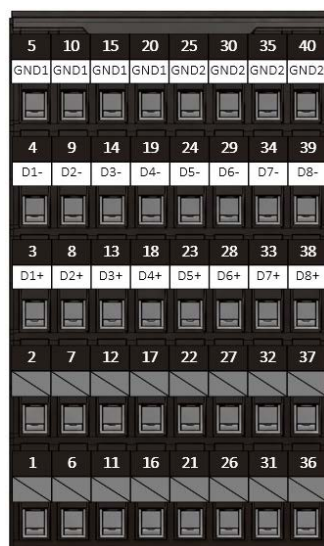 5 10 15 20 25 30 35 40
GND1 GND1 GND1 GND1 GND2 GND2 GND2 GND2
4 9 14 19 24 29 34 39
D1- D2- D3- D4- D5- D6- D7- D8-
3 8 13 18 23 28 33 38
D1+ D2+ D3+ D4+ D5+ D6+ D7+ D8+
2 7 12 17 22 27 32 37
1 6 11 16 21 26 31 36